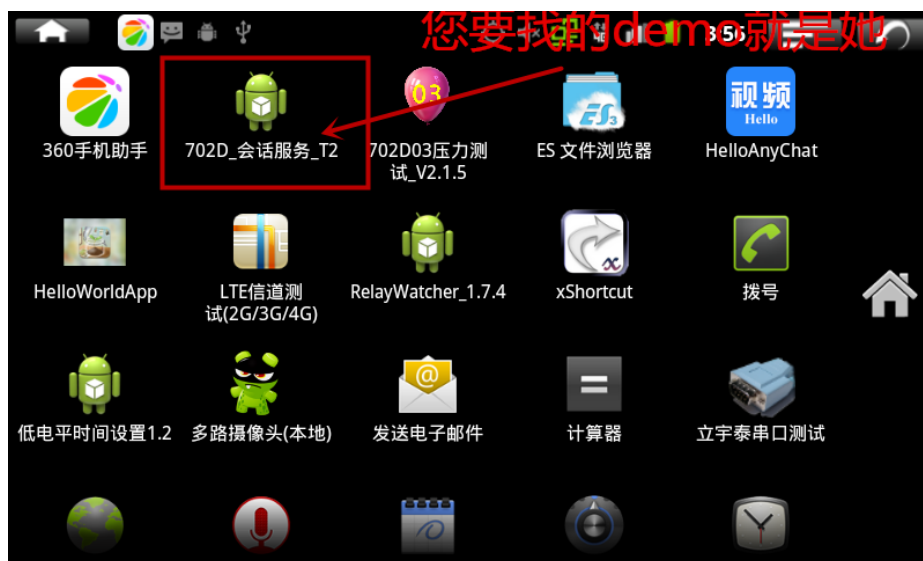 您要找的demo就是她
3:56
03
视频
Hello
360手机助手
702D_会话服务_T2
702D03压力测
试_V2.1.5
ES 文件浏览器
HelloAnyChat
HelloWorldApp
LTE信道测
试(2G/3G/4G)
RelayWatcher_1.7.4
xShortcut
拨号
低电平时间设置1.2
多路摄像头(本地)
发送电子邮件
计算器
立宇泰串口测试